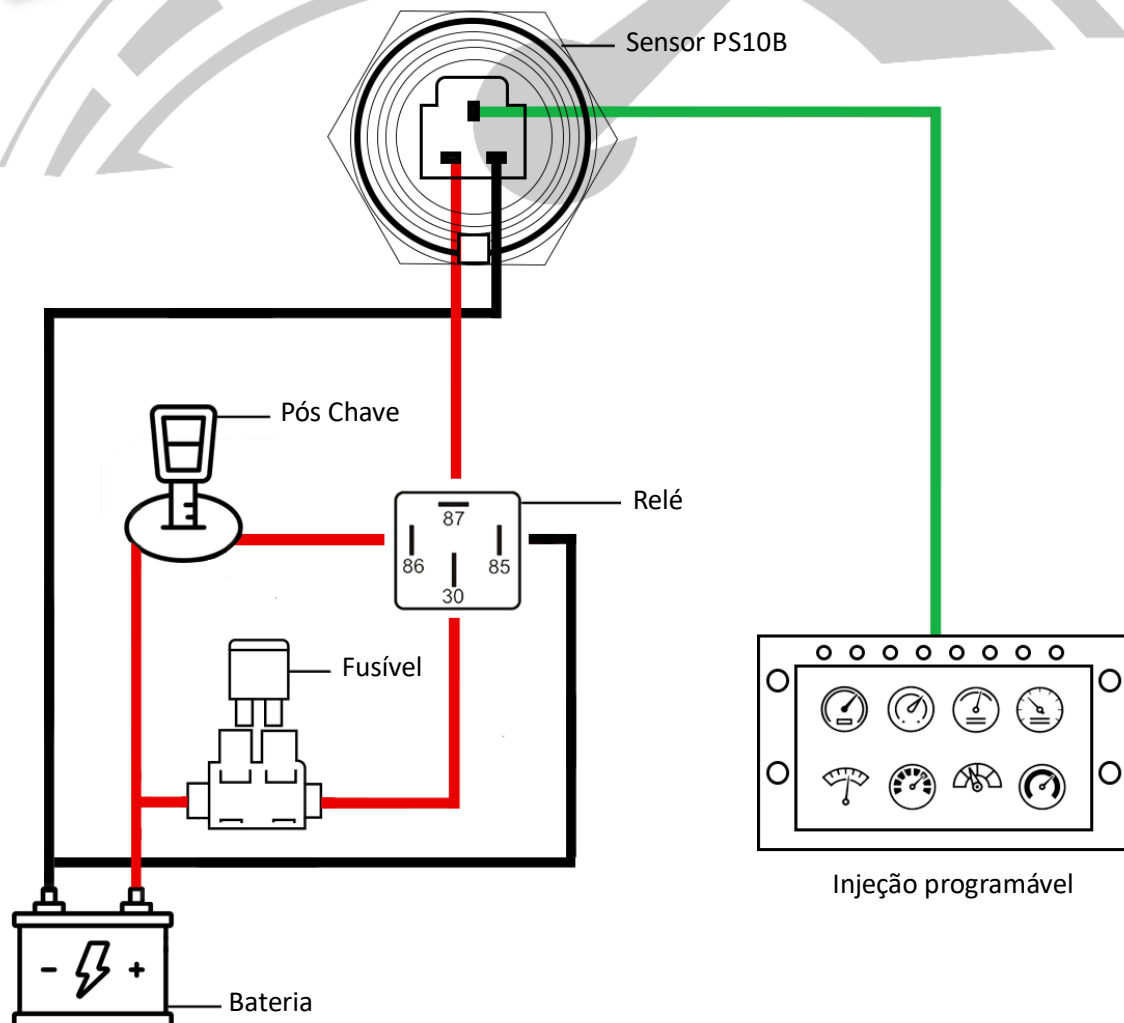 Sensor PS10B
Pós Chave
Relé
87
86
85
30
Fusível
Injeção programável
- +
Bateria